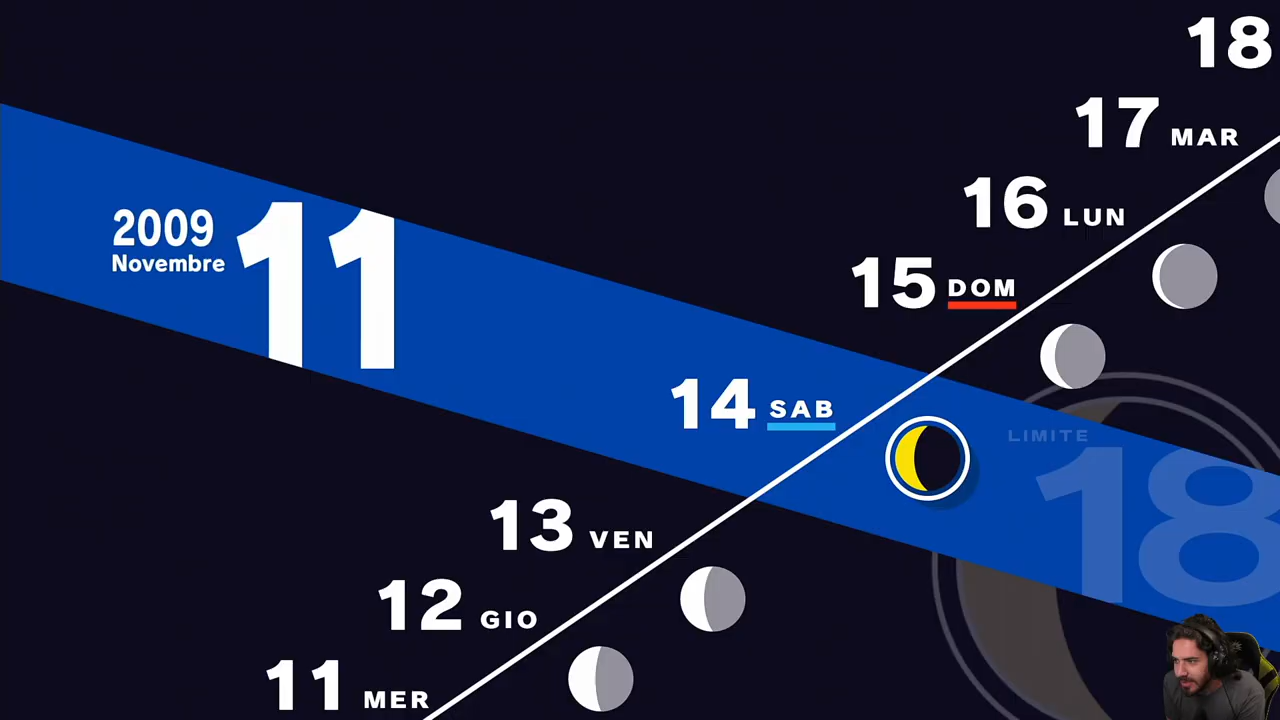 18
17 MAR
16 LUN
15 DOM
14 SAB
13 VEN
12 GIO
11 MER
2009
Novembre
11
LIMITE
18